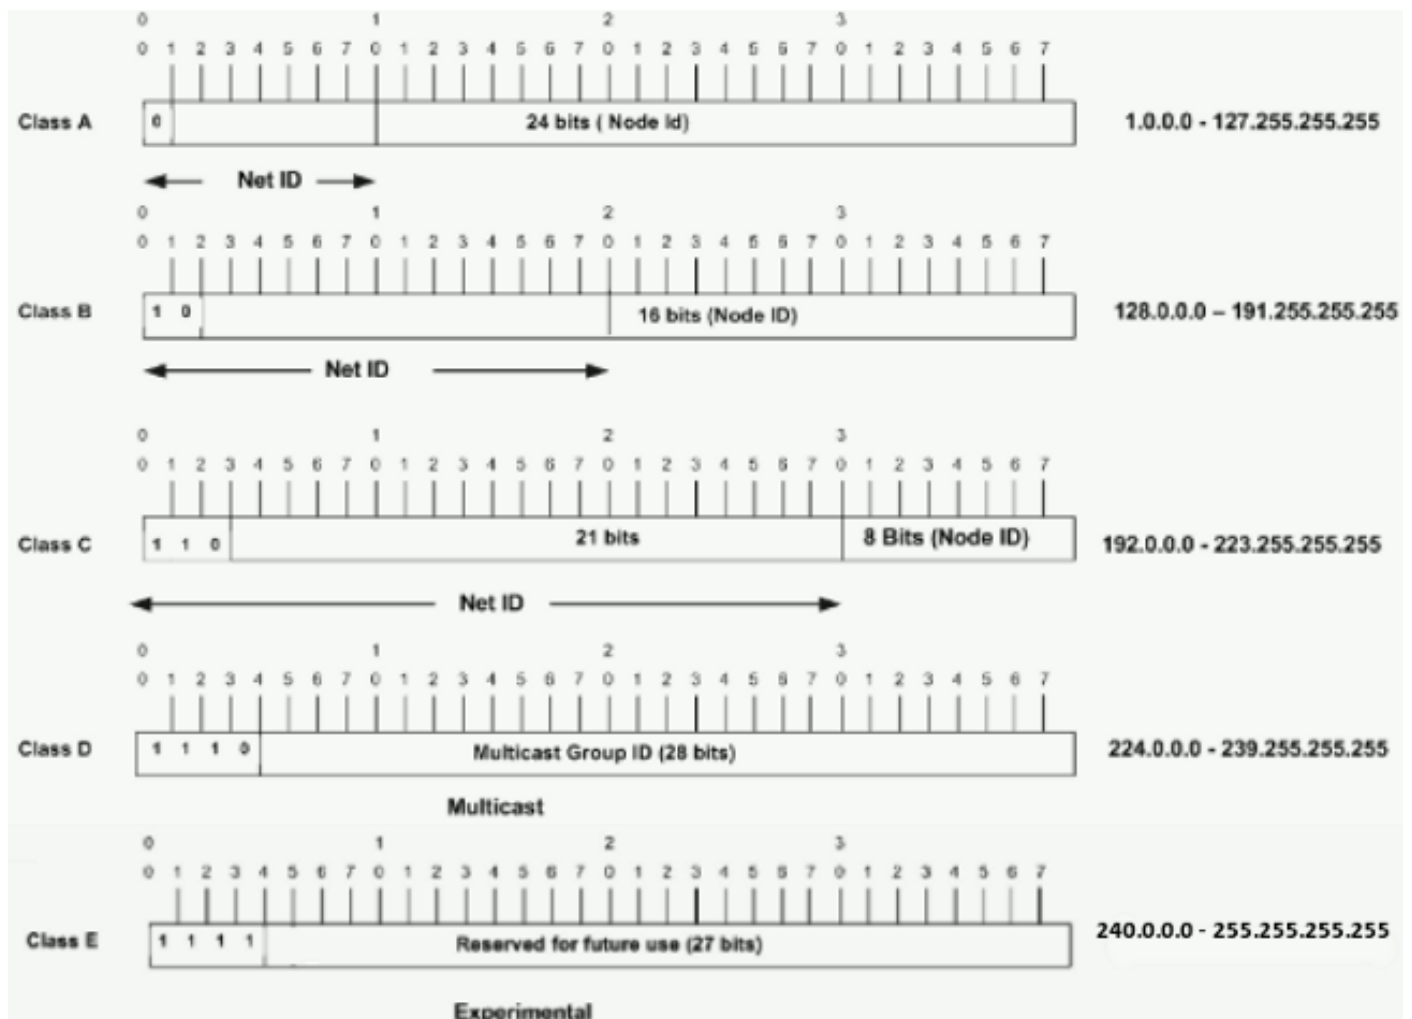 0 1 2 3
0 1 2 3 4 5 6 7 0 1 2 3 4 5 6 7 0 1 2 3 4 5 6 7 0 1 2 3 4 5 6 7
Class A 0 24 bits ( Node Id) 1.0.0.0 - 127.255.255.255
Net ID
0 1 2 3
0 1 2 3 4 5 6 7 0 1 2 3 4 5 6 7 0 1 2 3 4 5 6 7 0 1 2 3 4 5 6 7
Class B 1 0 16 bits (Node ID) 128.0.0.0 – 191.255.255.255
Net ID
0 1 2 3
0 1 2 3 4 5 6 7 0 1 2 3 4 5 6 7 0 1 2 3 4 5 6 7 0 1 2 3 4 5 6 7
Class C 1 1 0 21 bits 8 Bits (Node ID) 192.0.0.0 - 223.255.255.255
Net ID
0 1 2 3
0 1 2 3 4 5 6 7 0 1 2 3 4 5 6 7 0 1 2 3 4 5 6 7 0 1 2 3 4 5 6 7
Class D 1 1 1 0 Multicast Group ID (28 bits) 224.0.0.0 - 239.255.255.255
Multicast
0 1 2 3
0 1 2 3 4 5 6 7 0 1 2 3 4 5 6 7 0 1 2 3 4 5 6 7 0 1 2 3 4 5 6 7
Class E 1 1 1 1 Reserved for future use (27 bits) 240.0.0.0 - 255.255.255.255
Experimental